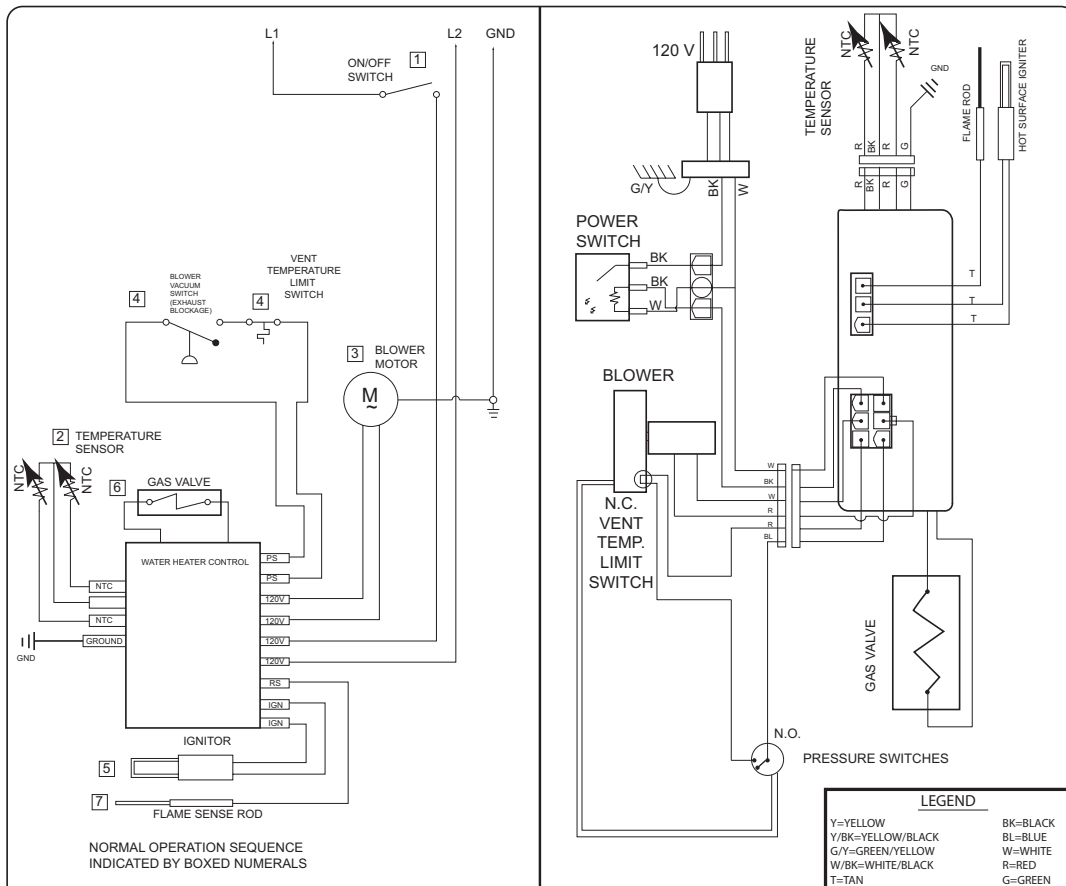 L1
L2
GND
1
ON/OFF
SWITCH
VENT
TEMPERATURE
LIMIT
SWITCH
4
BLOWER
VACUUM
SWITCH
(EXHAUST
BLOCKAGE)
4
3
BLOWER
MOTOR
M
~
2
TEMPERATURE
SENSOR
NTC
NTC
6
GAS VALVE
WATER HEATER CONTROL
NTC
NTC
GROUND
GND
PS
PS
120V
120V
120V
120V
RS
IGN
IGN
IGNITOR
5
7
FLAME SENSE ROD
NORMAL OPERATION SEQUENCE
INDICATED BY BOXED NUMERALS
120 V
G/Y
BK
W
POWER
SWITCH
BK
BK
W
BLOWER
N.C.
VENT
TEMP.
LIMIT
SWITCH
W
BK
W
R
R
BL
TEMPERATURE
SENSOR
NTC
NTC
GND
R
BK
R
G
R
BK
R
G
FLAME ROD
HOT SURFACE IGNITER
T
T
T
GAS VALVE
N.O.
PRESSURE SWITCHES
LEGEND
Y=YELLOW
BK=BLACK
Y/BK=YELLOW/BLACK
BL=BLUE
G/Y=GREEN/YELLOW
W=WHITE
W/BK=WHITE/BLACK
R=RED
T=TAN
G=GREEN